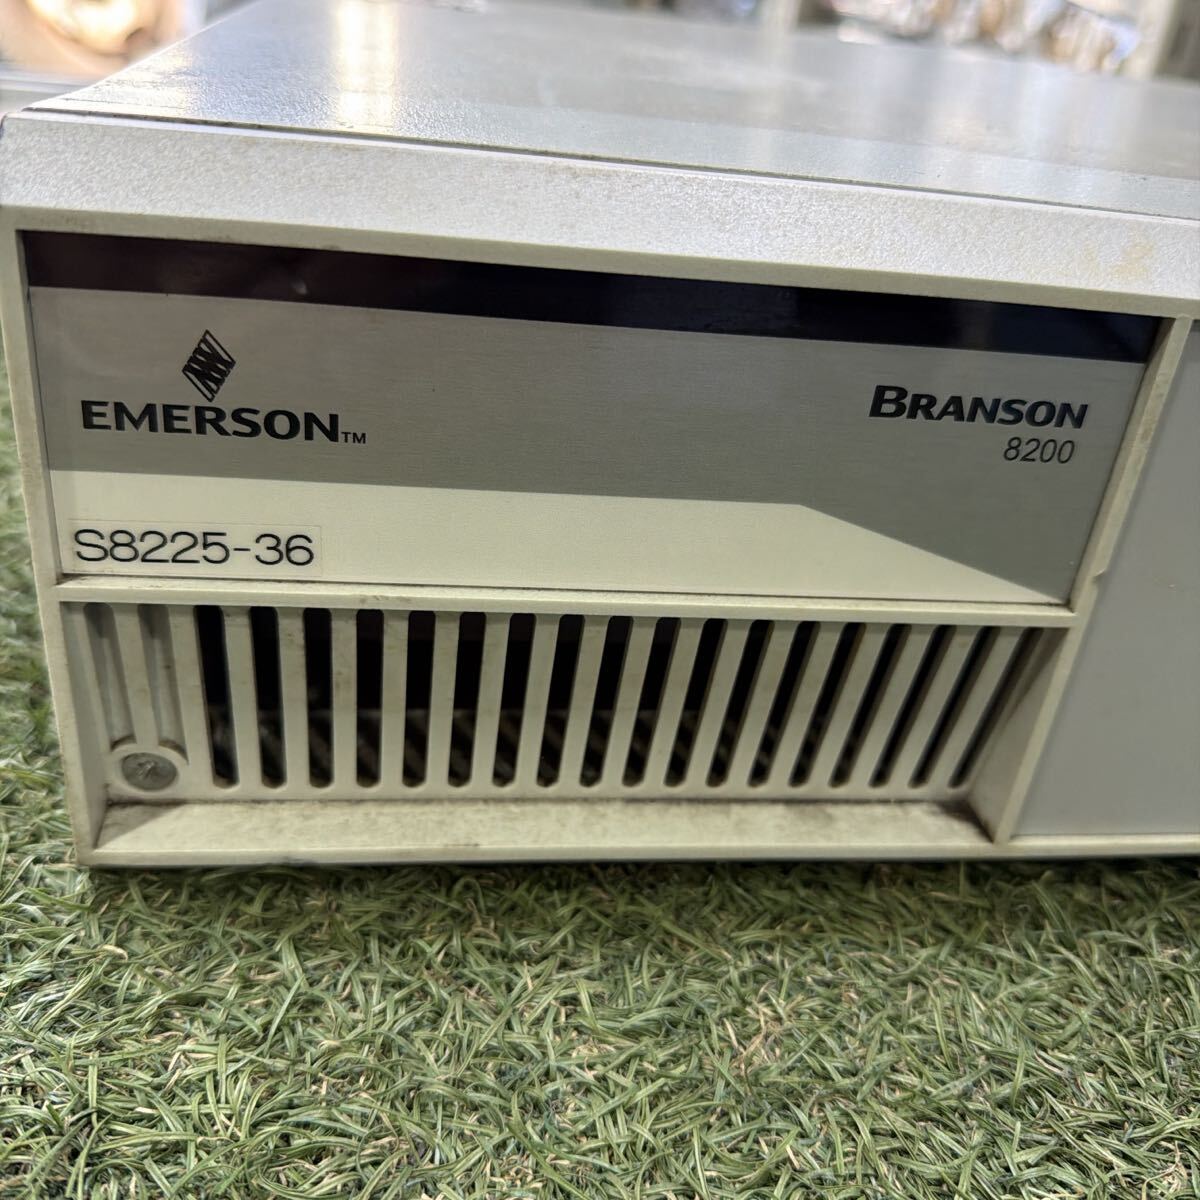 EMERSON™
BRANSON
8200
S8225-36